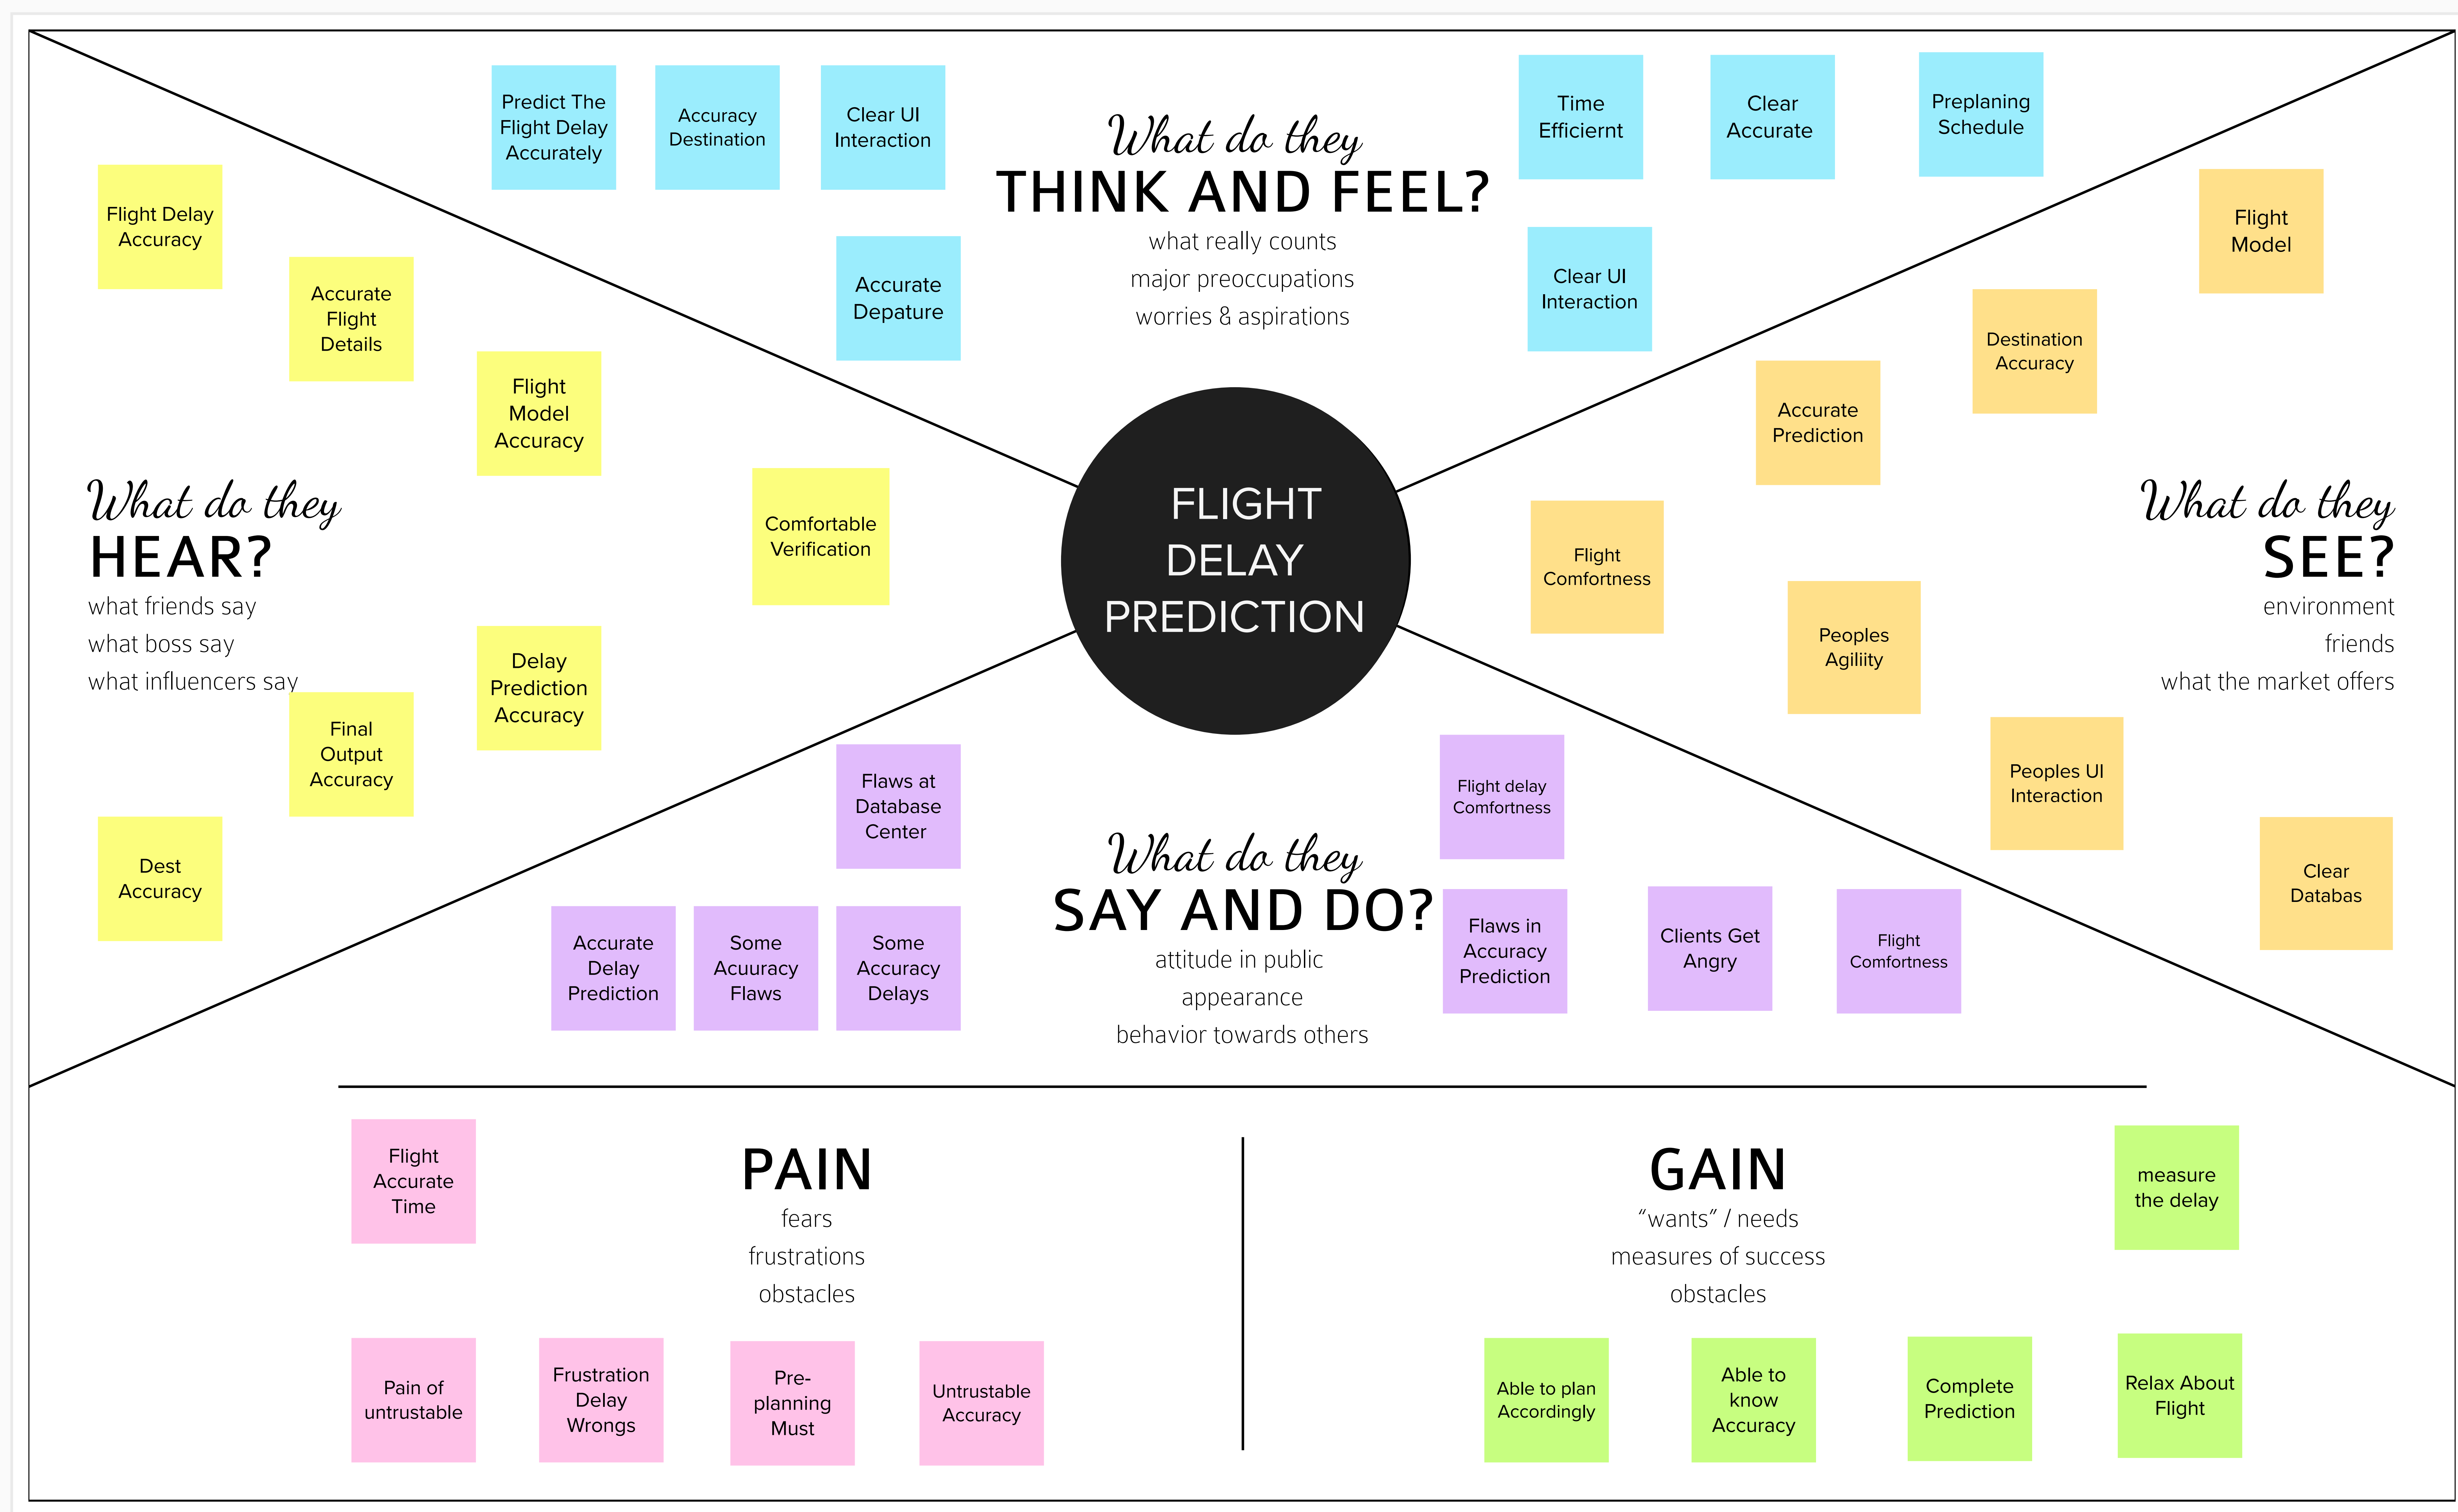 Predict The
Flight Delay
Accurately
Accuracy
Destination
Clear UI
Interaction
Accurate
Depature
What do they
THINK AND FEEL?
what really counts
major preoccupations
worries & aspirations
Time
Efficiernt
Clear
Accurate
Preplaning
Schedule
Clear UI
Interaction
Flight Delay
Accuracy
Accurate
Flight
Details
Flight
Model
Accuracy
Comfortable
Verification
What do they
HEAR?
what friends say
what boss say
what influencers say
Delay
Prediction
Accuracy
Final
Output
Accuracy
Dest
Accuracy
FLIGHT
DELAY
PREDICTION
Flight
Model
Destination
Accuracy
Accurate
Prediction
Flight
Comfortness
What do they
SEE?
environment
friends
what the market offers
Peoples
Agiliity
Peoples UI
Interaction
Clear
Databas
Flaws at
Database
Center
Accurate
Delay
Prediction
Some
Acuuracy
Flaws
Some
Accuracy
Delays
What do they
SAY AND DO?
attitude in public
appearance
behavior towards others
Flight delay
Comfortness
Flaws in
Accuracy
Prediction
Clients Get
Angry
Flight
Comfortness
Flight
Accurate
Time
PAIN
fears
frustrations
obstacles
Pain of
untrustable
Frustration
Delay
Wrongs
Pre-
planning
Must
Untrustable
Accuracy
GAIN
“wants” / needs
measures of success
obstacles
measure
the delay
Able to plan
Accordingly
Able to
know
Accuracy
Complete
Prediction
Relax About
Flight